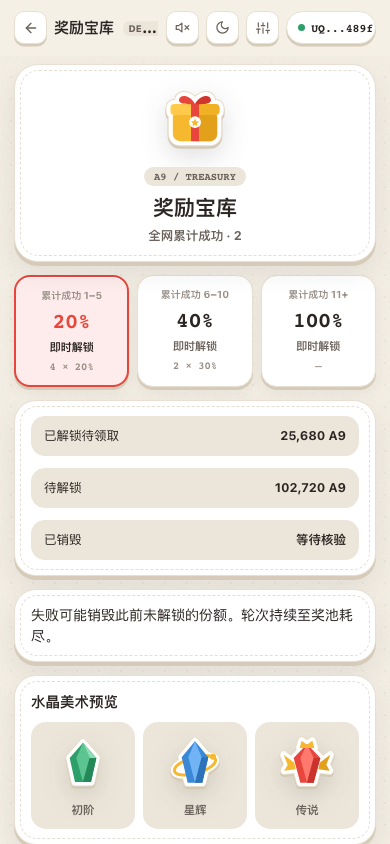 奖励宝库 DE... UQ...489f
A9 / TREASURY
奖励宝库
全网累计成功 · 2
累计成功 1–5
20%
即时解锁
4 × 20%
累计成功 6–10
40%
即时解锁
2 × 30%
累计成功 11+
100%
即时解锁
—
已解锁待领取 25,680 A9
待解锁 102,720 A9
已销毁 等待核验
失败可能销毁此前未解锁的份额。轮次持续至奖池耗
尽。
水晶美术预览
初阶 星辉 传说